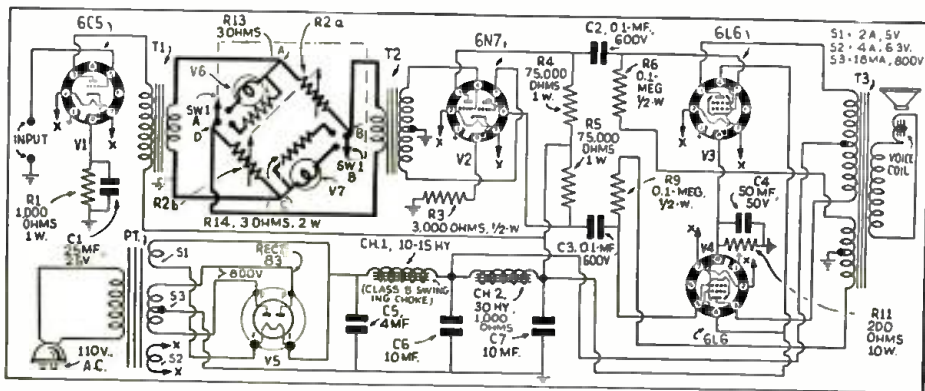 6C5
V1
INPUT
R1
1,000
OHMS
1W.
C1
25MF.
X
X
T1
R13
3 OHMS
R2a
V6
A
SW1
A
D
B
SW1
B
C
V7
R2b
R14, 3 OHMS, 2 W
T2
6N7
V2
X
X
R3
3,000 OHMS, 1/2-W.
C2, 0.1-MF.
600V.
R4
75,000
OHMS
1 W.
R5
75,000
OHMS
1 W
R6
0.1-
MEG
1/2-W
R9
0.1-MEG,
1/2-W.
C3, 0.1-MF
600V.
6L6
V3
X
X
C4
50 MF.
50V.
V4
X
X
6L6
R11
200
OHMS
10W.
S1 = 2A, 5V
S2 = 4A, 6.3V.
S3=18MA, 800V.
T3
VOICE
COIL
PT.
S1
S3
S2
X
X
110V.,
A.C.
800V.
RECT.
83
V5
CH.1, 10-15 HY
(CLASS B SWING
ING CHOKE)
C5,
4MF
C6
10 MF.
CH 2,
30 HY
1,000
OHMS
C7
10 MF.